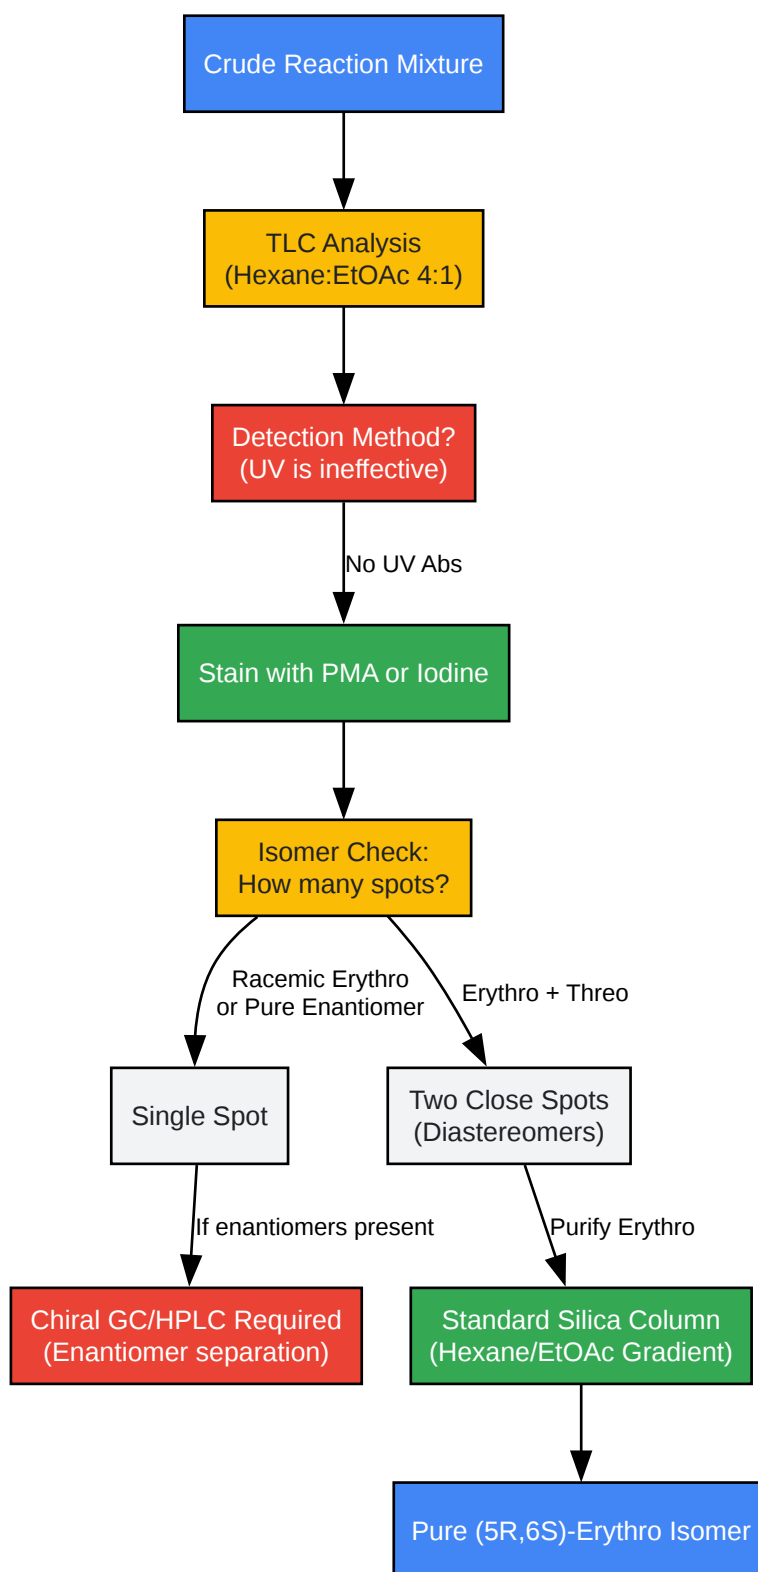 Crude Reaction Mixture
TLC Analysis
(Hexane:EtOAc 4:1)
Detection Method?
(UV is ineffective)
No UV Abs
Stain with PMA or Iodine
Isomer Check:
How many spots?
Racemic Erythro
or Pure Enantiomer
Erythro + Threo
Single Spot
Two Close Spots
(Diastereomers)
If enantiomers present
Purify Erythro
Chiral GC/HPLC Required
(Enantiomer separation)
Standard Silica Column
(Hexane/EtOAc Gradient)
Pure (5R,6S)-Erythro Isomer